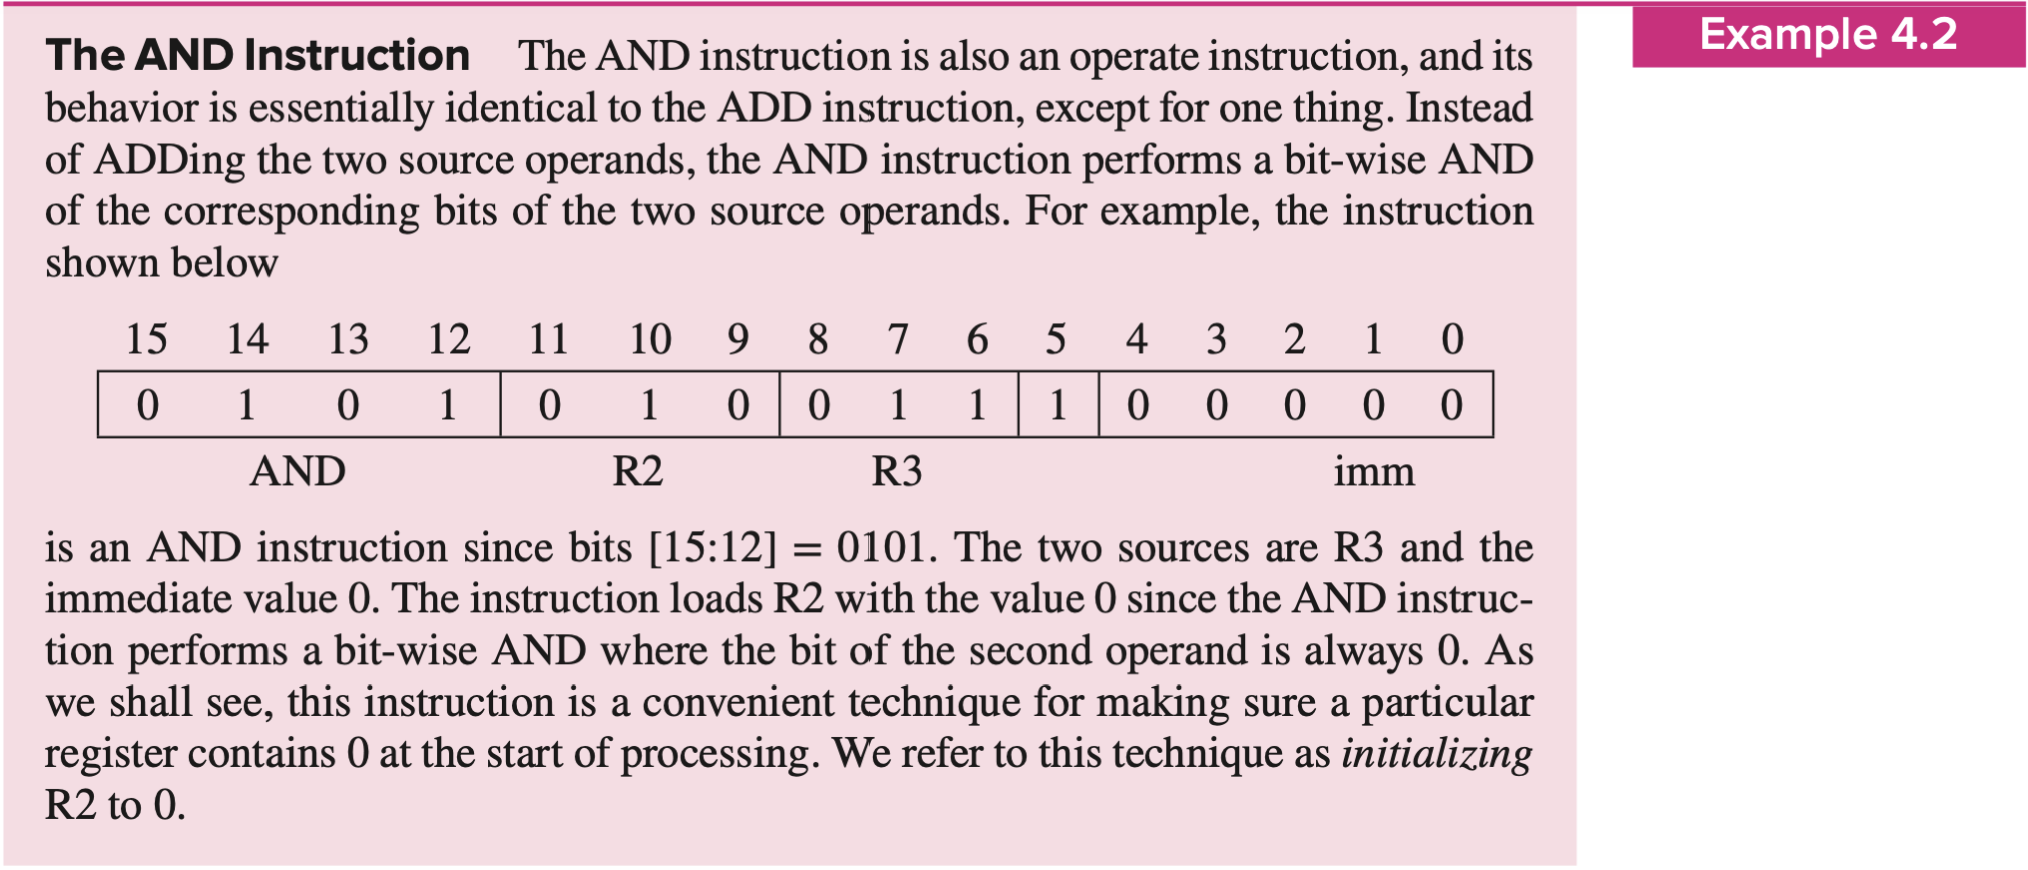 Example 4.2
The AND Instruction The AND instruction is also an operate instruction, and its
behavior is essentially identical to the ADD instruction, except for one thing. Instead
of ADDing the two source operands, the AND instruction performs a bit-wise AND
of the corresponding bits of the two source operands. For example, the instruction
shown below
15 14 13 12 11 10 9 8 7 6 5 4 3 2 1 0
0 1 0 1 0 1 0 0 1 1 1 0 0 0 0 0
AND R2 R3 imm
is an AND instruction since bits [15:12] = 0101. The two sources are R3 and the
immediate value 0. The instruction loads R2 with the value 0 since the AND instruc-
tion performs a bit-wise AND where the bit of the second operand is always 0. As
we shall see, this instruction is a convenient technique for making sure a particular
register contains 0 at the start of processing. We refer to this technique as initializing
R2 to 0.